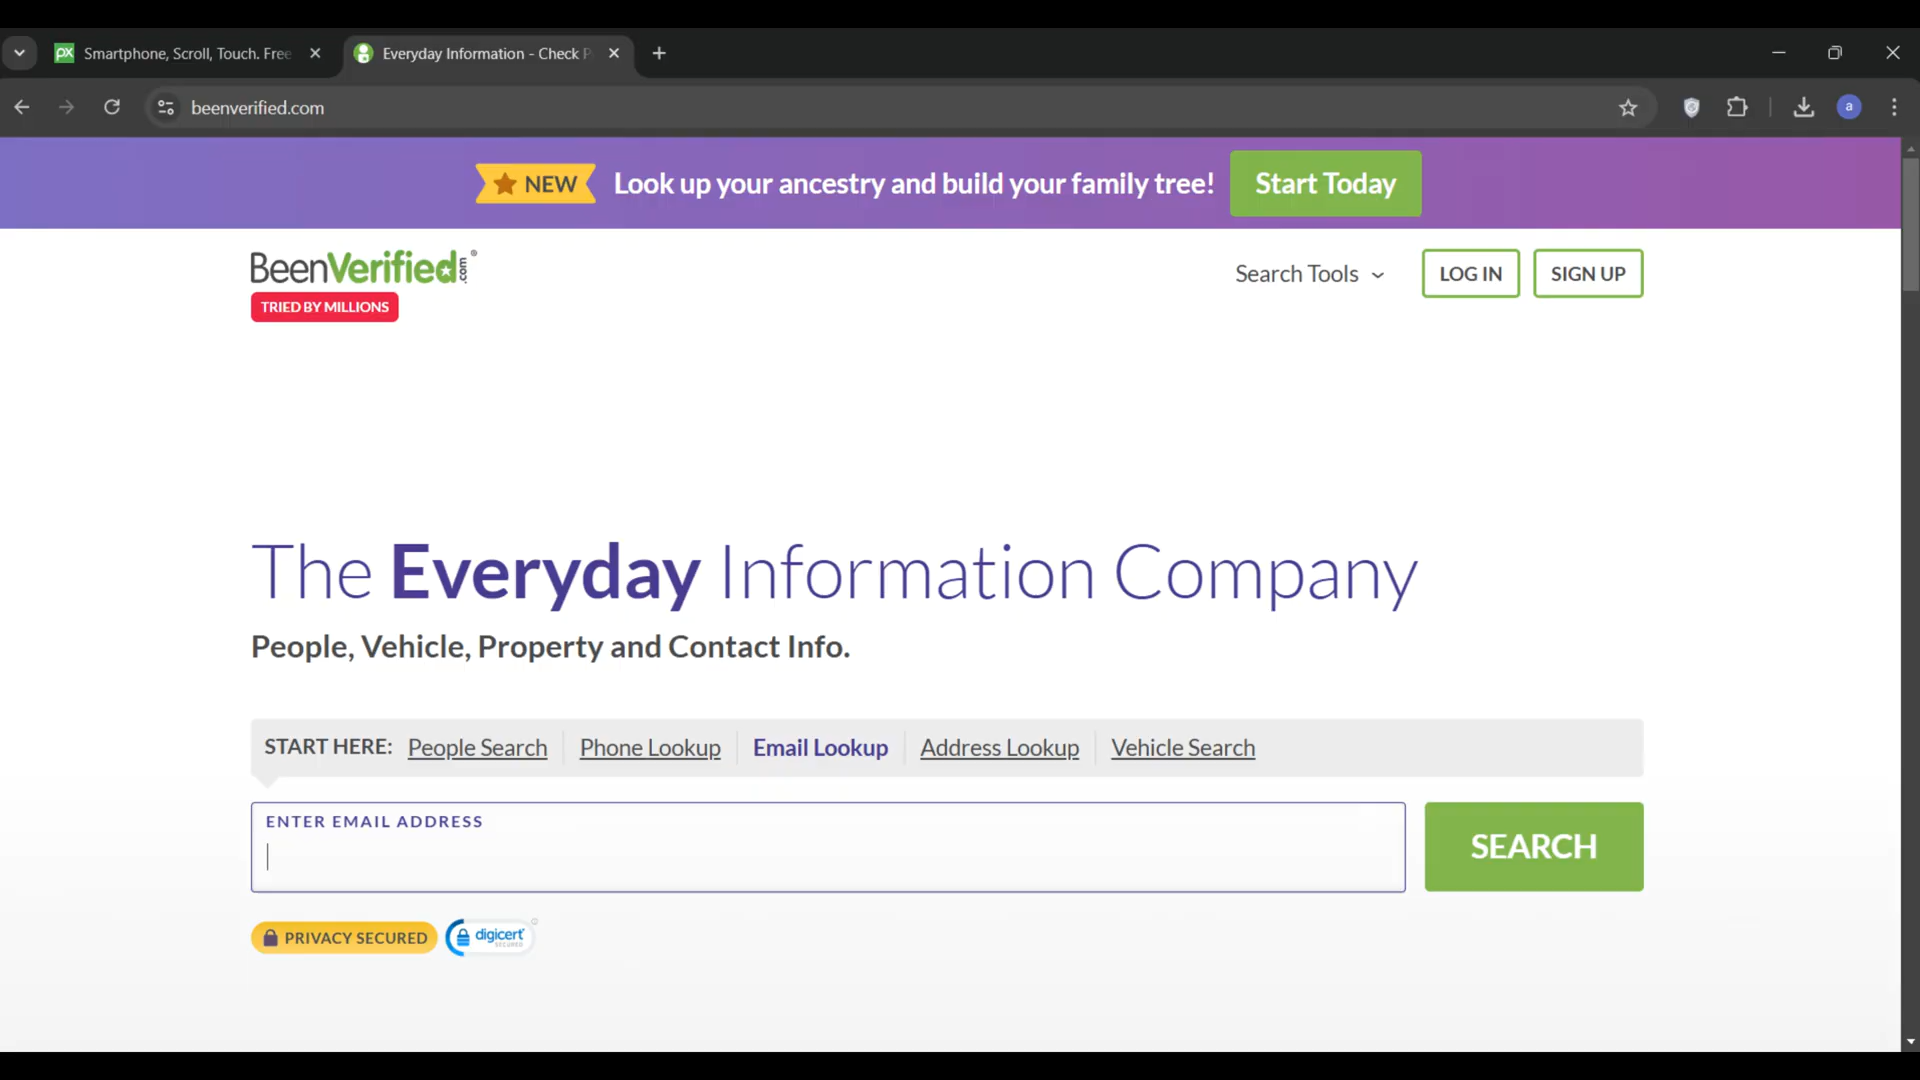 Smartphone, Scroll, Touch. Free
Everyday Information - Check P
beenverified.com
a
NEW Look up your ancestry and build your family tree! Start Today
BeenVerified.com®
TRIED BY MILLIONS
Search Tools
LOG IN
SIGN UP
The Everyday Information Company
People, Vehicle, Property and Contact Info.
START HERE: People Search Phone Lookup Email Lookup Address Lookup Vehicle Search
ENTER EMAIL ADDRESS
SEARCH
PRIVACY SECURED
digicert
SECURED